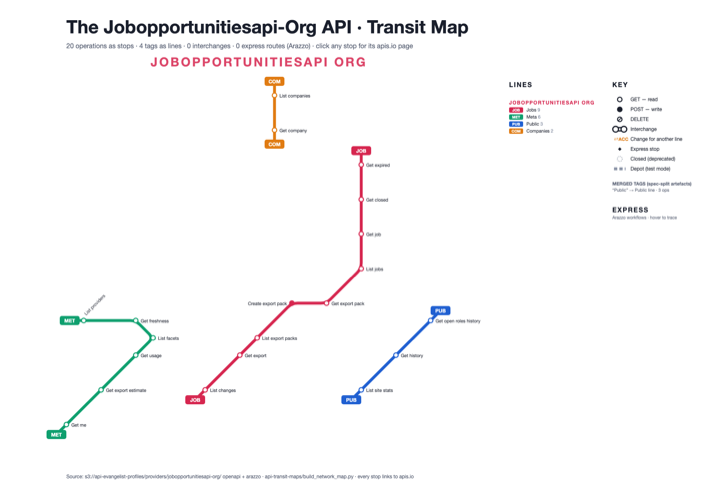 The Jobopportunitiesapi-Org API · Transit Map
20 operations as stops · 4 tags as lines · 0 interchanges · 0 express routes (Arazzo) · click any stop for its apis.io page
JOBOPPORTUNITIESAPI ORG
COM
List companies
Get company
COM
JOB
Get expired
Get closed
Get job
List jobs
Create export pack
Get export pack
List export packs
Get export
List changes
JOB
MET
List providers
Get freshness
List facets
Get usage
Get export estimate
Get me
MET
PUB
Get open roles history
Get history
List site stats
PUB
LINES
JOBOPPORTUNITIESAPI ORG
JOB Jobs 9
MET Meta 6
PUB Public 3
COM Companies 2
KEY
GET — read
POST — write
DELETE
Interchange
Change for another line
Express stop
Closed (deprecated)
Depot (test mode)
MERGED TAGS (spec-split artefacts)
"Public" → Public line · 3 ops
EXPRESS
Arazzo workflows · hover to trace
Source: s3://api-evangelist-profiles/providers/jobopportunitiesapi-org/ openapi + arazzo · api-transit-maps/build_network_map.py · every stop links to apis.io